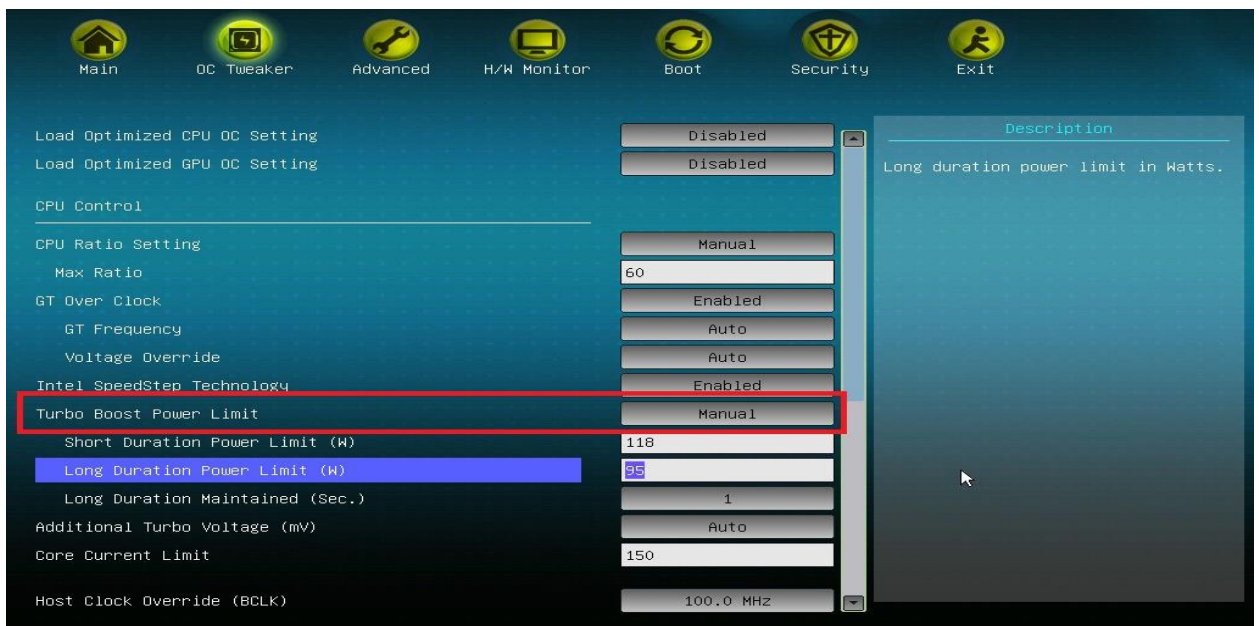 Main OC Tweaker Advanced H/W Monitor Boot Security Exit
Load Optimized CPU OC Setting Disabled
Load Optimized GPU OC Setting Disabled
CPU Control
CPU Ratio Setting Manual
Max Ratio 60
GT Over Clock Enabled
GT Frequency Auto
Voltage Override Auto
Intel SpeedStep Technology Enabled
Turbo Boost Power Limit Manual
Short Duration Power Limit (W) 118
Long Duration Power Limit (W) 95
Long Duration Maintained (Sec.) 1
Additional Turbo Voltage (mV) Auto
Core Current Limit 150
Host Clock Override (BCLK) 100.0 MHz
Description
Long duration power limit in Watts.